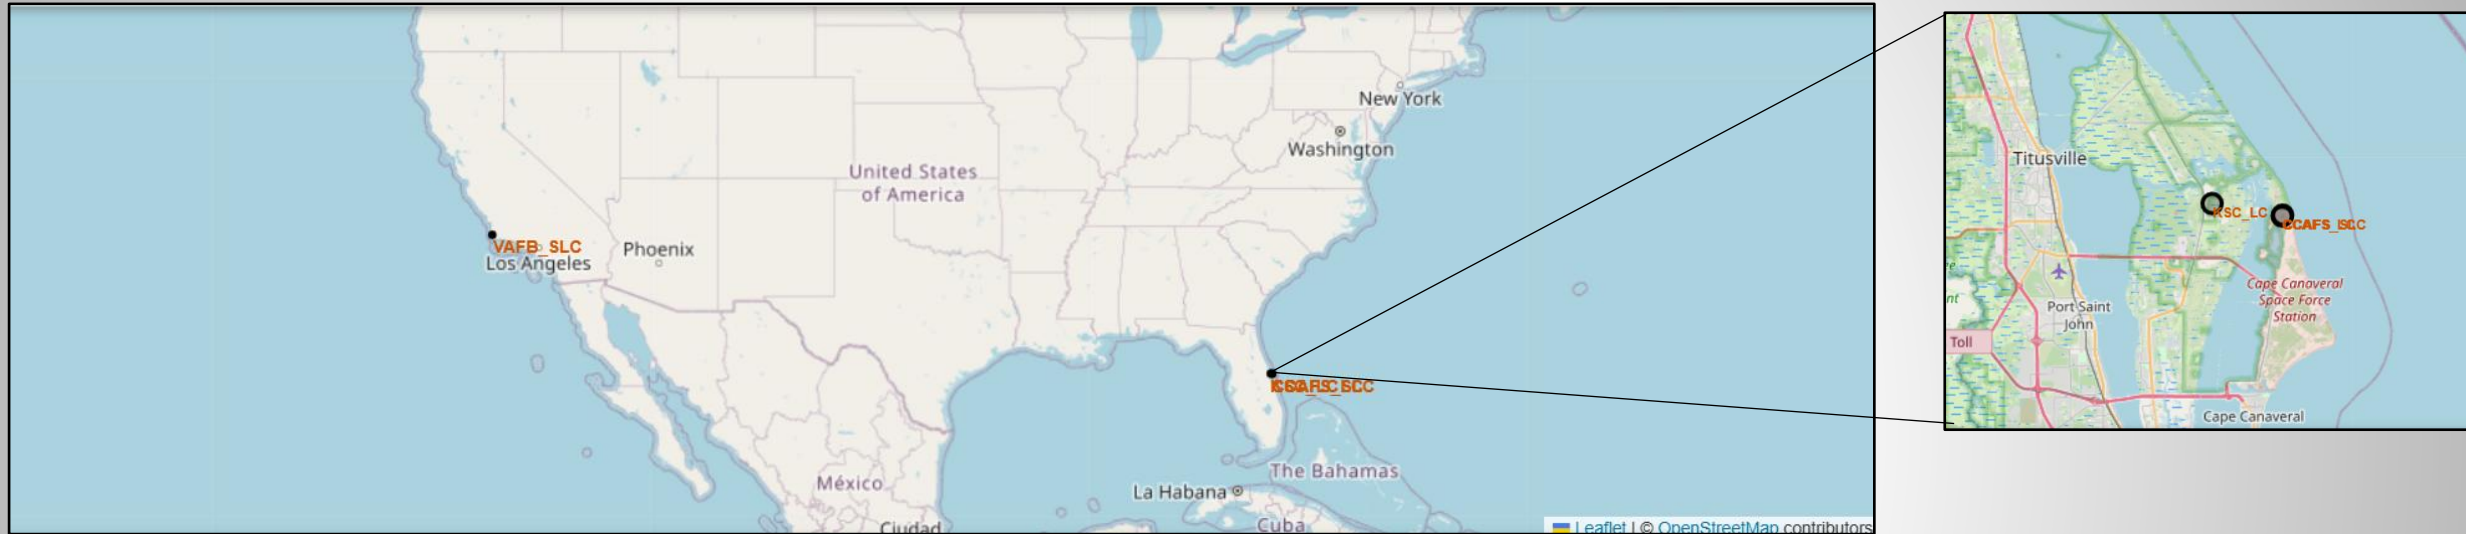 New York
Washington
United States
of America
VAFB_SLC
Los Angeles
Phoenix
México
Ciudad
La Habana
The Bahamas
Cuba
Leaflet | © OpenStreetMap contributors
Titusville
KSC_LC
Cape Canaveral
Space Force
Station
Port Saint
John
nt
Toll
Cape Canaveral